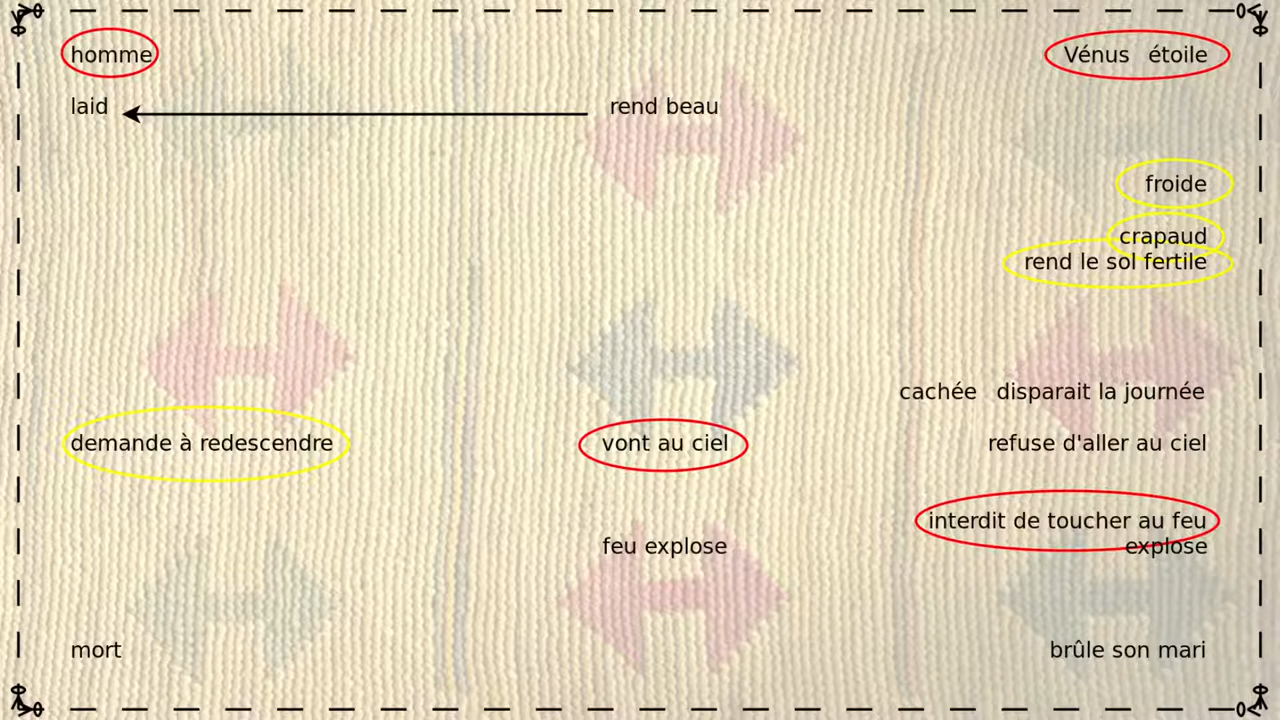 homme
Vénus étoile
laid
rend beau
froide
crapaud
rend le sol fertile
cachée disparait la journée
demande à redescendre
vont au ciel
refuse d'aller au ciel
interdit de toucher au feu
feu explose
explose
mort
brûle son mari